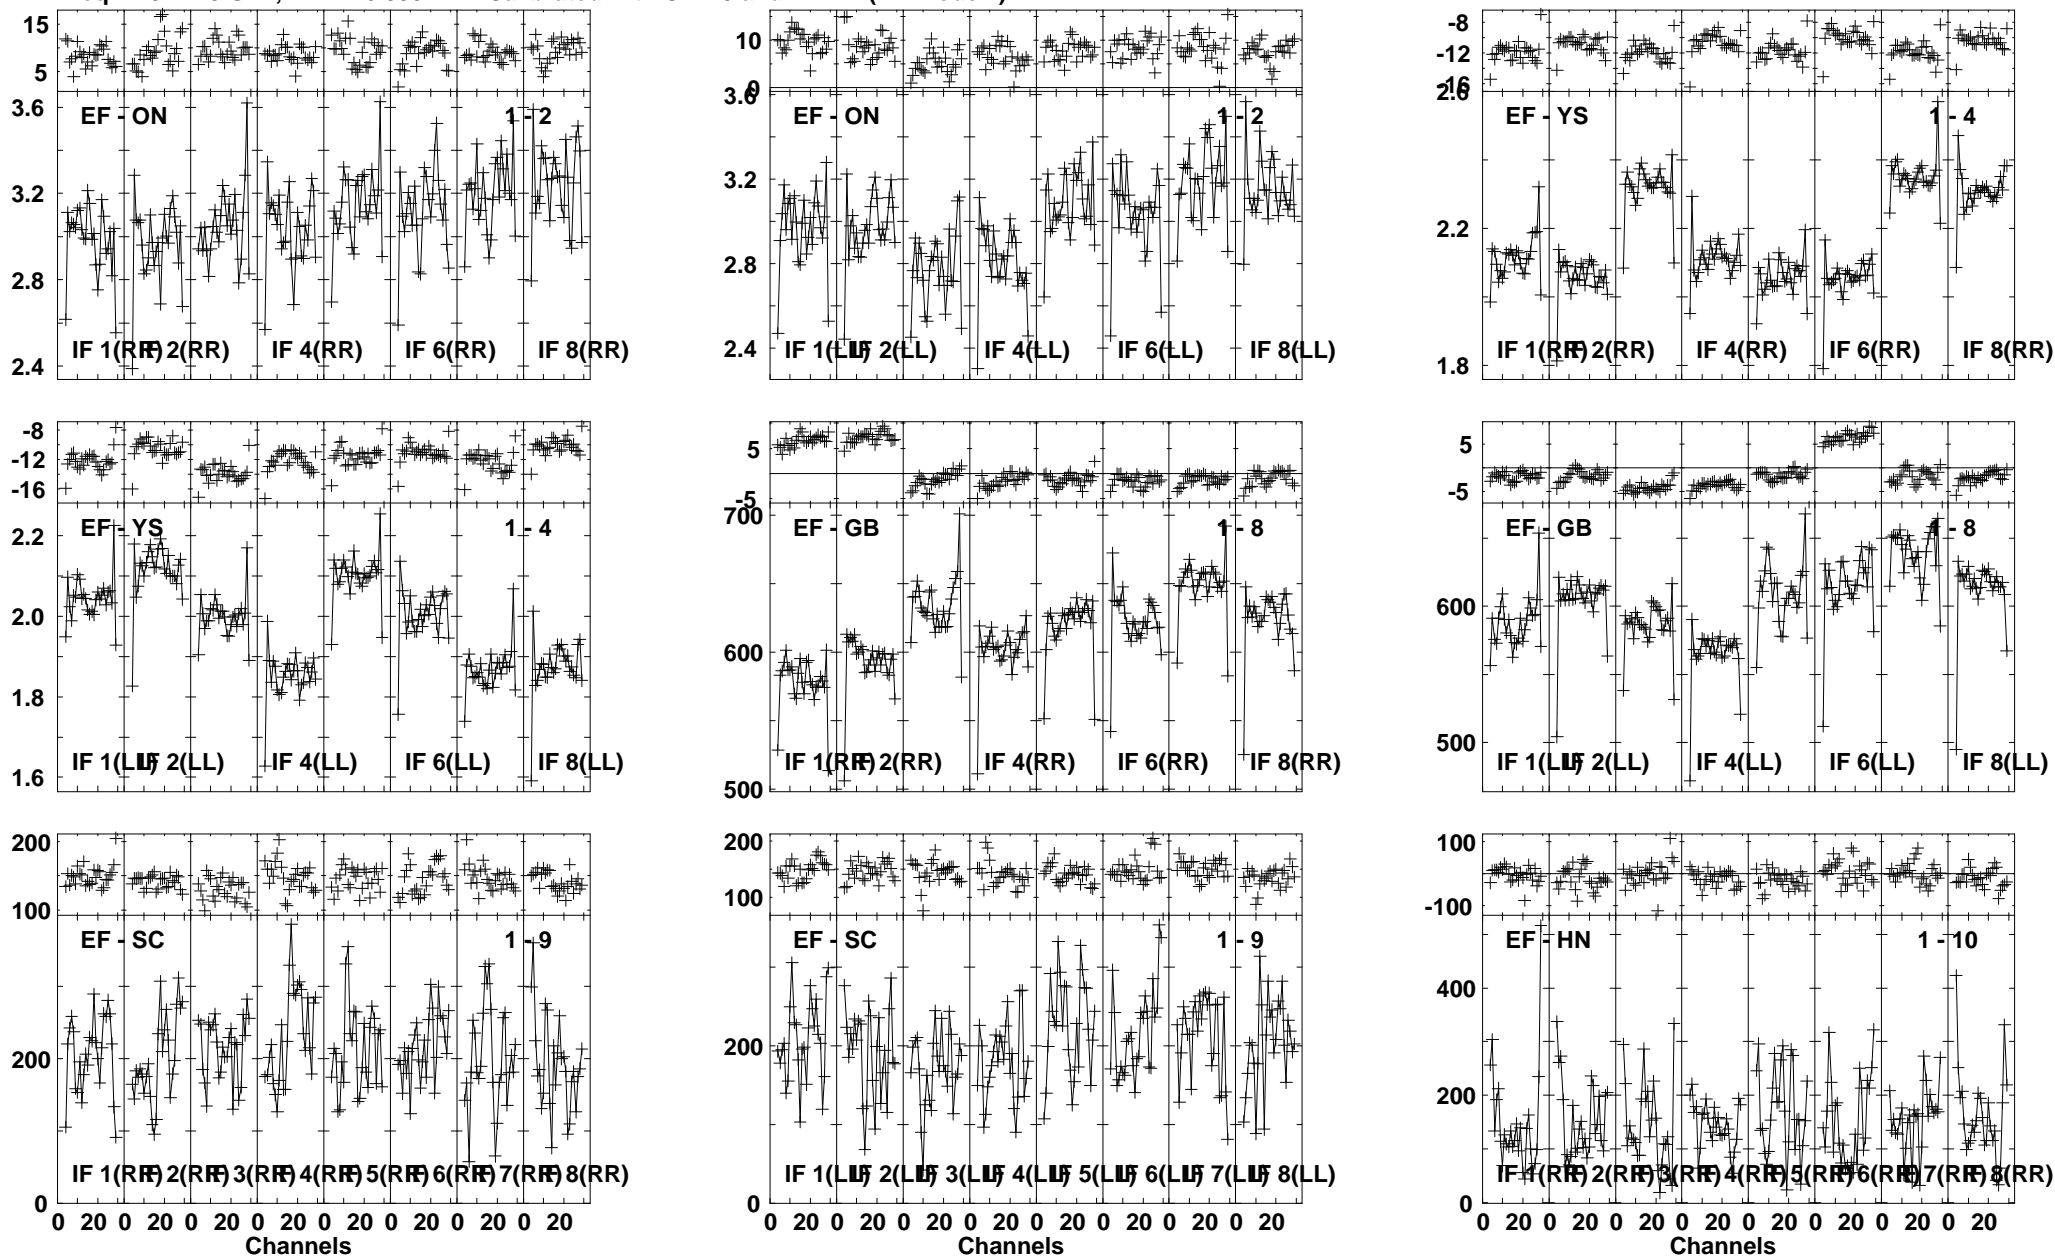 15
5
3.6
3.2
2.8
2.4
EF - ON 1 - 2
IF 1(RR) IF 2(RR) IF 4(RR) IF 6(RR) IF 8(RR)
10
0
3.6
3.2
2.8
2.4
EF - ON 1 - 2
IF 1(LL) IF 2(LL) IF 4(LL) IF 6(LL) IF 8(LL)
-8
-12
-16
2.6
2.2
1.8
EF - YS 1 - 4
IF 1(RR) IF 2(RR) IF 4(RR) IF 6(RR) IF 8(RR)
-8
-12
-16
2.2
2.0
1.8
1.6
EF - YS 1 - 4
IF 1(LL) IF 2(LL) IF 4(LL) IF 6(LL) IF 8(LL)
5
-5
700
600
500
EF - GB 1 - 8
IF 1(RR) IF 2(RR) IF 4(RR) IF 6(RR) IF 8(RR)
5
-5
600
500
EF - GB 1 - 8
IF 1(LL) IF 2(LL) IF 4(LL) IF 6(LL) IF 8(LL)
200
100
200
0
EF - SC 1 - 9
IF 1(RR) IF 2(RR) IF 3(RR) IF 4(RR) IF 5(RR) IF 6(RR) IF 7(RR) IF 8(RR)
0 20 0 20 0 20 0 20 0 20 0 20 0 20 0 20
Channels
200
100
200
0
EF - SC 1 - 9
IF 1(LL) IF 2(LL) IF 3(LL) IF 4(LL) IF 5(LL) IF 6(LL) IF 7(LL) IF 8(LL)
0 20 0 20 0 20 0 20 0 20 0 20 0 20 0 20
Channels
100
-100
400
200
0
EF - HN 1 - 10
IF 1(RR) IF 2(RR) IF 3(RR) IF 4(RR) IF 5(RR) IF 6(RR) IF 7(RR) IF 8(RR)
0 20 0 20 0 20 0 20 0 20 0 20 0 20 0 20
Channels